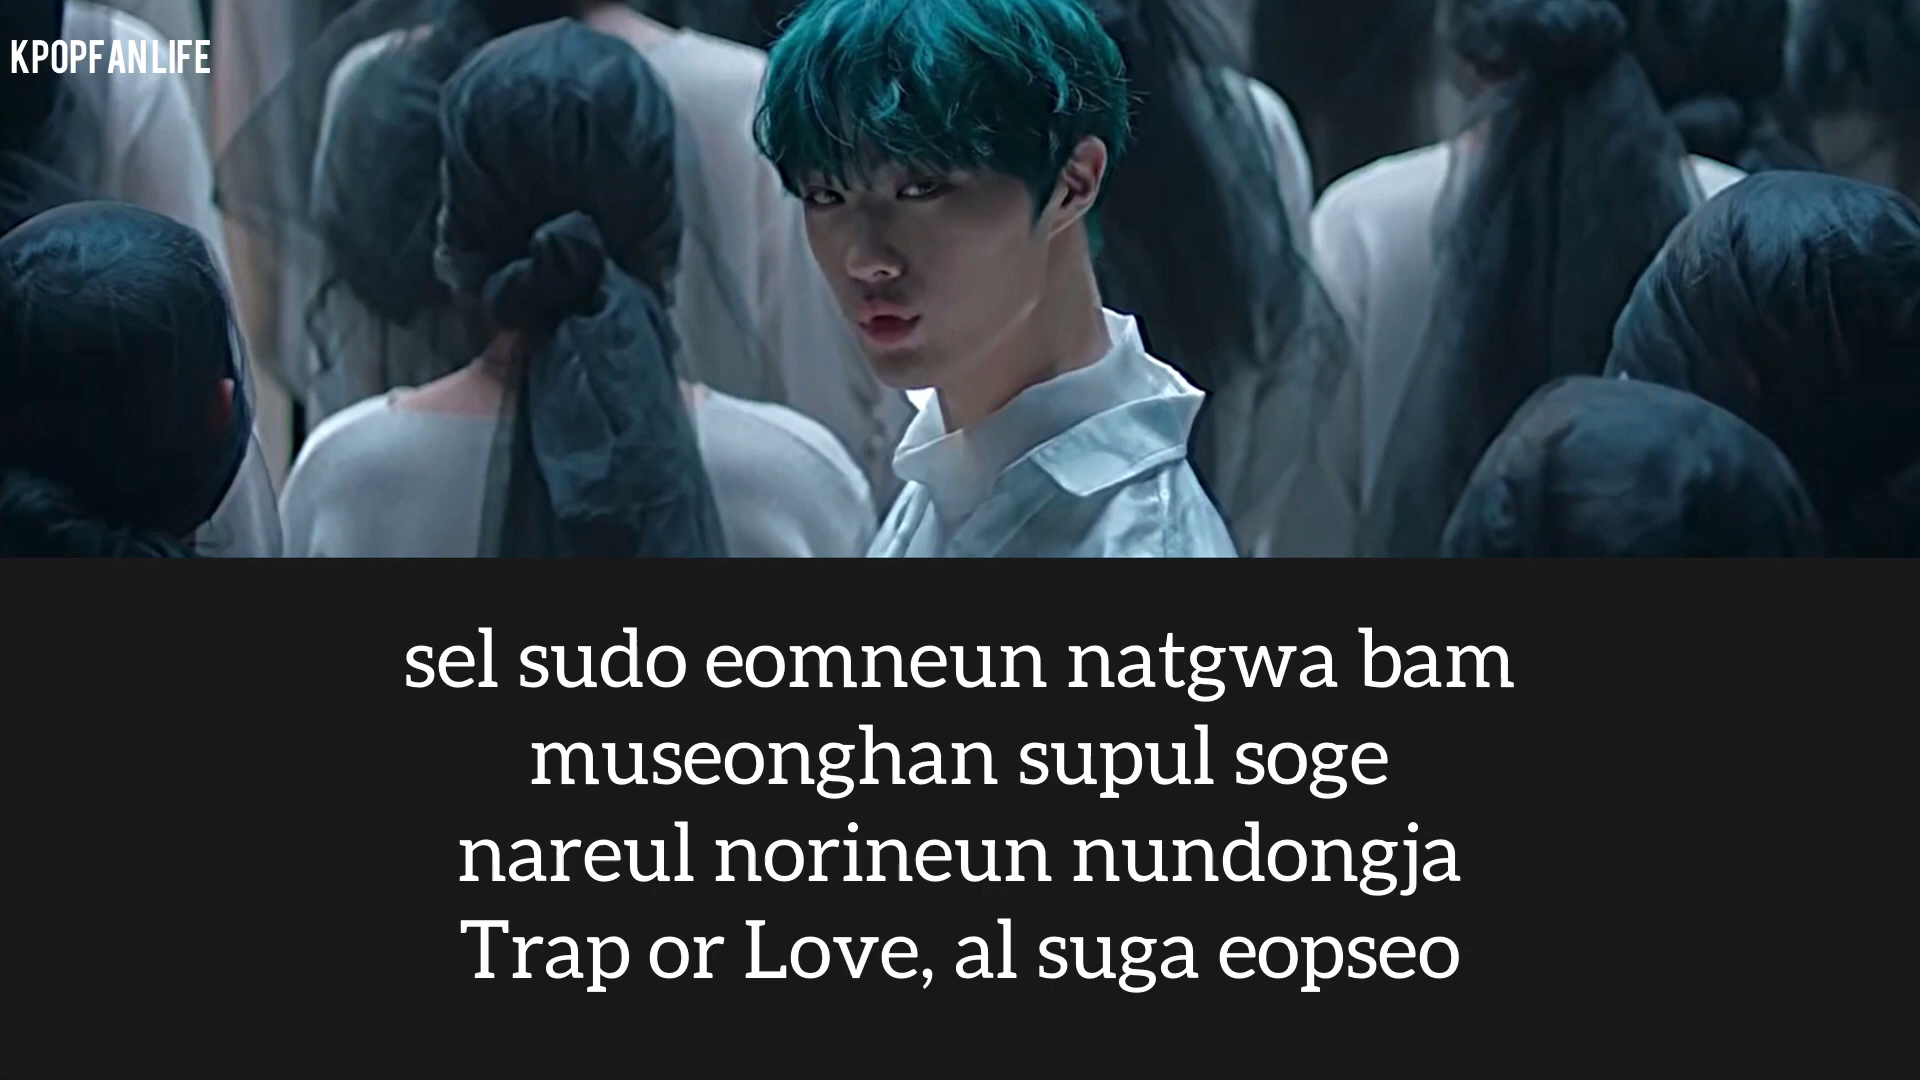 KPOPFANLIFE
sel sudo eomneun natgwa bam
museonghan supul soge
nareul norineun nundongja
Trap or Love, al suga eopseo